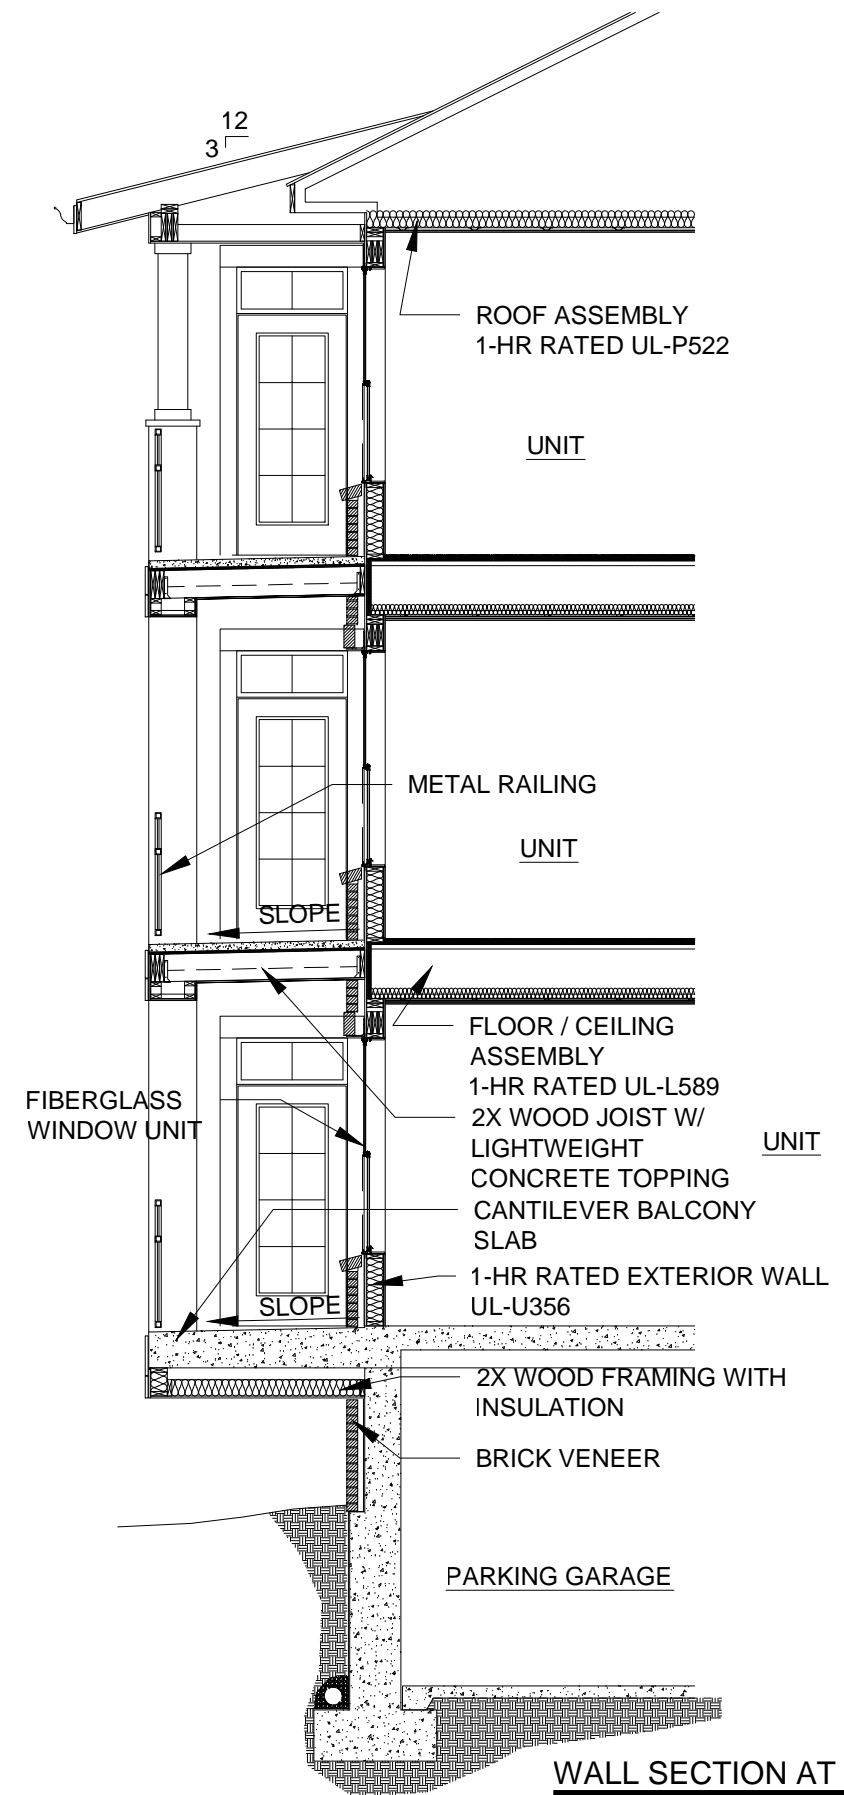 12
3
ROOF ASSEMBLY
1-HR RATED UL-P522
UNIT
METAL RAILING
UNIT
SLOPE
FLOOR / CEILING
ASSEMBLY
1-HR RATED UL-L589
FIBERGLASS
WINDOW UNIT
2X WOOD JOIST W/
LIGHTWEIGHT
CONCRETE TOPPING
UNIT
CANTILEVER BALCONY
SLAB
1-HR RATED EXTERIOR WALL
UL-U356
SLOPE
2X WOOD FRAMING WITH
INSULATION
BRICK VENEER
PARKING GARAGE
WALL SECTION AT